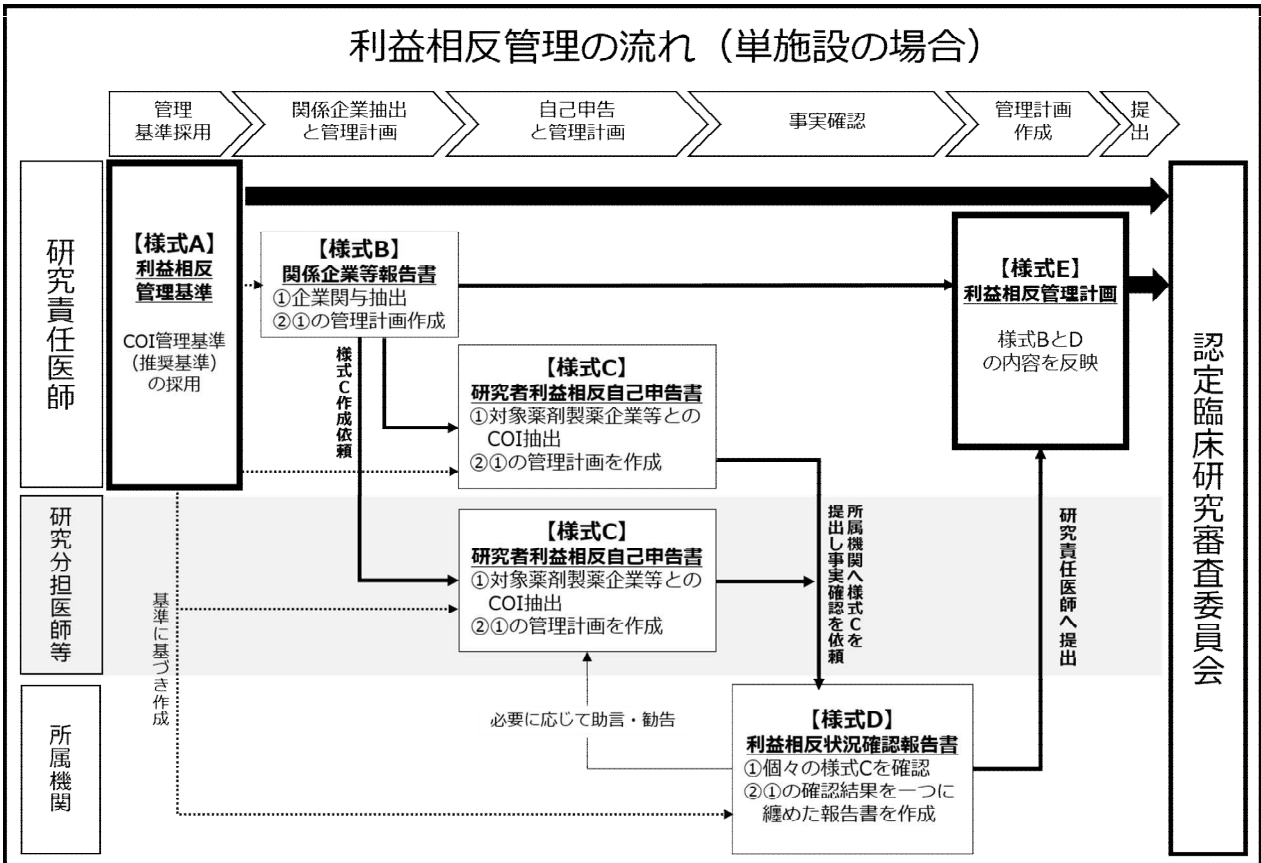 利益相反管理の流れ（単施設の場合）
管理
基準採用
関係企業抽出
と管理計画
自己申告
と管理計画
事実確認
管理計画
作成
提
出
研究責任医師
【様式A】
利益相反
管理基準
COI管理基準
（推奨基準）
の採用
【様式B】
関係企業等報告書
①企業関与抽出
②①の管理計画作成
様式C作成依頼
【様式C】
研究者利益相反自己申告書
①対象薬剤製薬企業等との
COI抽出
②①の管理計画を作成
【様式E】
利益相反管理計画
様式BとD
の内容を反映
認定臨床研究審査委員会
研究分担医師等
基準に基づき作成
【様式C】
研究者利益相反自己申告書
①対象薬剤製薬企業等との
COI抽出
②①の管理計画を作成
所属機関へ様式Cを
提出し事実確認を依頼
研究責任医師へ提出
所属機関
必要に応じて助言・勧告
【様式D】
利益相反状況確認報告書
①個々の様式Cを確認
②①の確認結果を一つに
纏めた報告書を作成